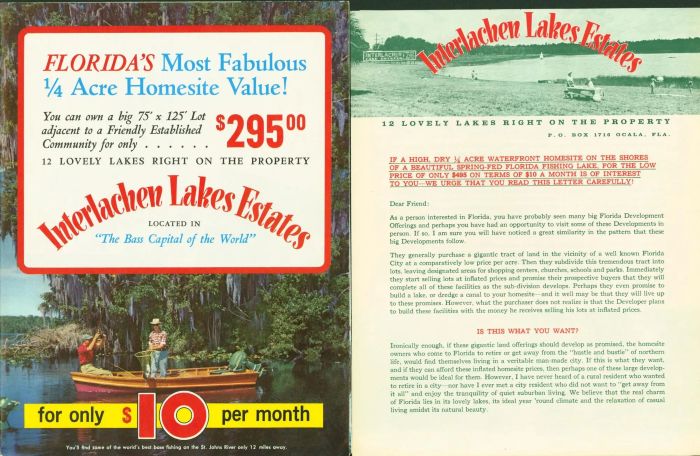 FLORIDA'S Most Fabulous
1/4 Acre Homesite Value!
You can own a big 75' x 125' Lot
adjacent to a Friendly Established
Community for only . . . . . .
$295⁰⁰
12 LOVELY LAKES RIGHT ON THE PROPERTY
Interlachen Lakes Estates
LOCATED IN
"The Bass Capital of the World"
for only $10 per month
You'll find some of the world's best bass fishing on the St. Johns River only 12 miles away.
Interlachen Lakes Estates
12 LOVELY LAKES RIGHT ON THE PROPERTY
P. O. BOX 1716 OCALA, FLA.
IF A HIGH, DRY 1/4 ACRE WATERFRONT HOMESITE ON THE SHORES
OF A BEAUTIFUL SPRING-FED FLORIDA FISHING LAKE, FOR THE LOW
PRICE OF ONLY $495 ON TERMS OF $10 A MONTH IS OF INTEREST
TO YOU—WE URGE THAT YOU READ THIS LETTER CAREFULLY!
Dear Friend:
As a person interested in Florida, you have probably seen many big Florida Development
Offerings and perhaps you have had an opportunity to visit some of these Developments in
person. If so, I am sure you will have noticed a great similarity in the pattern that these
big Developments follow.
They generally purchase a gigantic tract of land in the vicinity of a well known Florida
City at a comparatively low price per acre. Then they subdivide this tremendous tract into
lots, leaving designated areas for shopping centers, churches, schools and parks. Immediately
they start selling lots at inflated prices and promise their prospective buyers that they will
complete all of these facilities as the sub-division develops. Perhaps they even promise to
build a lake, or dredge a canal to your homesite—and it well may be that they will live up
to these promises. However, what the purchaser does not realize is that the Developer plans
to build these facilities with the money he receives selling his lots at inflated prices.
IS THIS WHAT YOU WANT?
Ironically enough, if these gigantic land offerings should develop as promised, the homesite
owners who come to Florida to retire or get away from the "hustle and bustle" of northern
life, would find themselves living in a veritable man-made city. If this is what they want,
and if they can afford these inflated homesite prices, then perhaps one of these large develop-
ments would be ideal for them. However, I have never heard of a rural resident who wanted
to retire in a city—nor have I ever met a city resident who did not want to "get away from
it all" and enjoy the tranquility of quiet suburban living. We believe that the real charm
of Florida lies in its lovely lakes, its ideal year 'round climate and the relaxation of casual
living amidst its natural beauty.